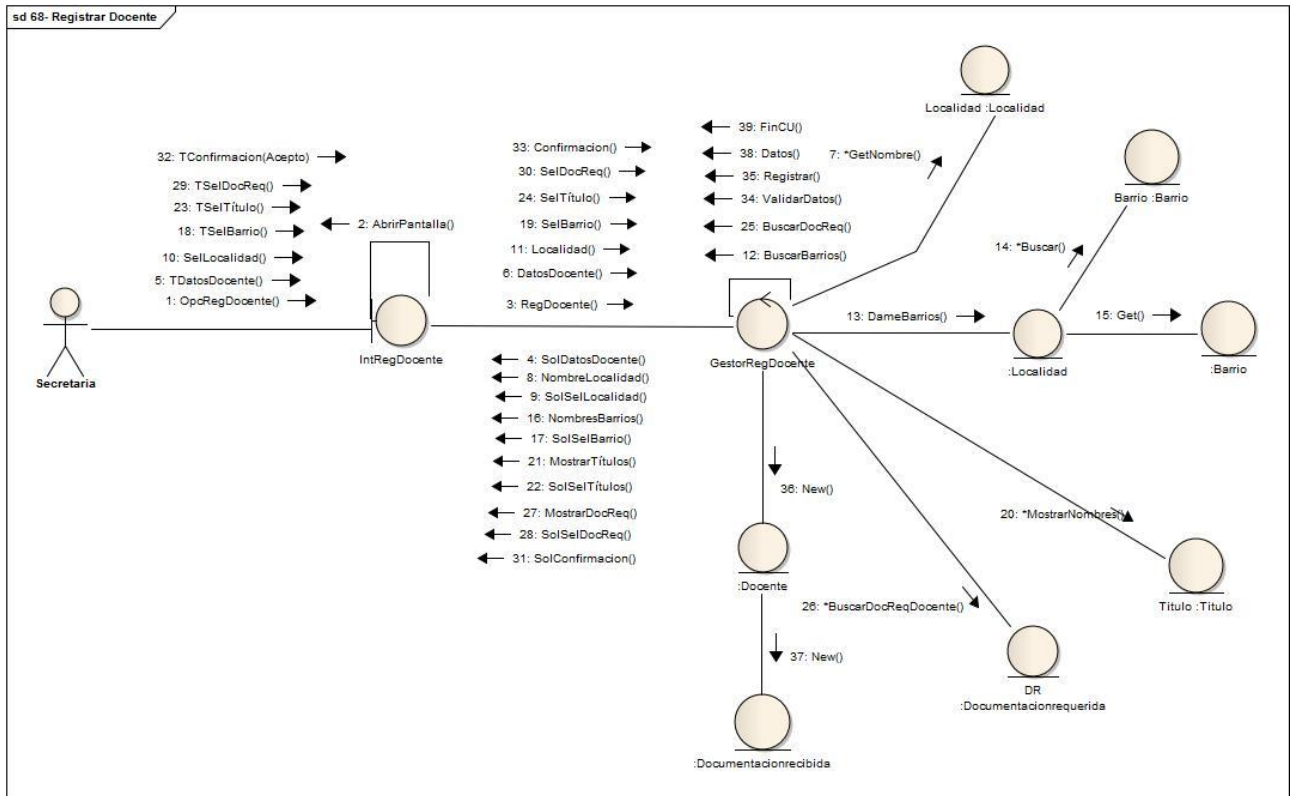 sd 68- Registrar Docente
Localidad :Localidad
39: FinCU()
32: TConfirmacion(Acepto)
33: Confirmacion()
38: Datos()
7: *GetNombre()
30: SelDocReq()
35: Registrar()
29: TSelDocReq()
24: SelTítulo()
34: ValidarDatos()
Barrio :Barrio
23: TSelTítulo()
2: AbrirPantalla()
19: SelBarrio()
25: BuscarDocReq()
18: TSelBarrio()
11: Localidad()
12: BuscarBarrios()
14: *Buscar()
10: SelLocalidad()
6: DatosDocente()
5: TDatosDocente()
1: OpcRegDocente()
3: RegDocente()
13: DameBarrios()
15: Get()
Secretaria
IntRegDocente
GestorRegDocente
:Localidad
:Barrio
4: SolDatosDocente()
8: NombreLocalidad()
9: SolSelLocalidad()
16: NombresBarrios()
17: SolSelBarrio()
21: MostrarTítulos()
22: SolSelTítulos()
27: MostrarDocReq()
28: SolSelDocReq()
31: SolConfirmacion()
36: New()
20: *MostrarNombres()
:Docente
26: *BuscarDocReqDocente()
Titulo :Titulo
37: New()
DR
:Documentacionrequerida
:Documentacionrecibida